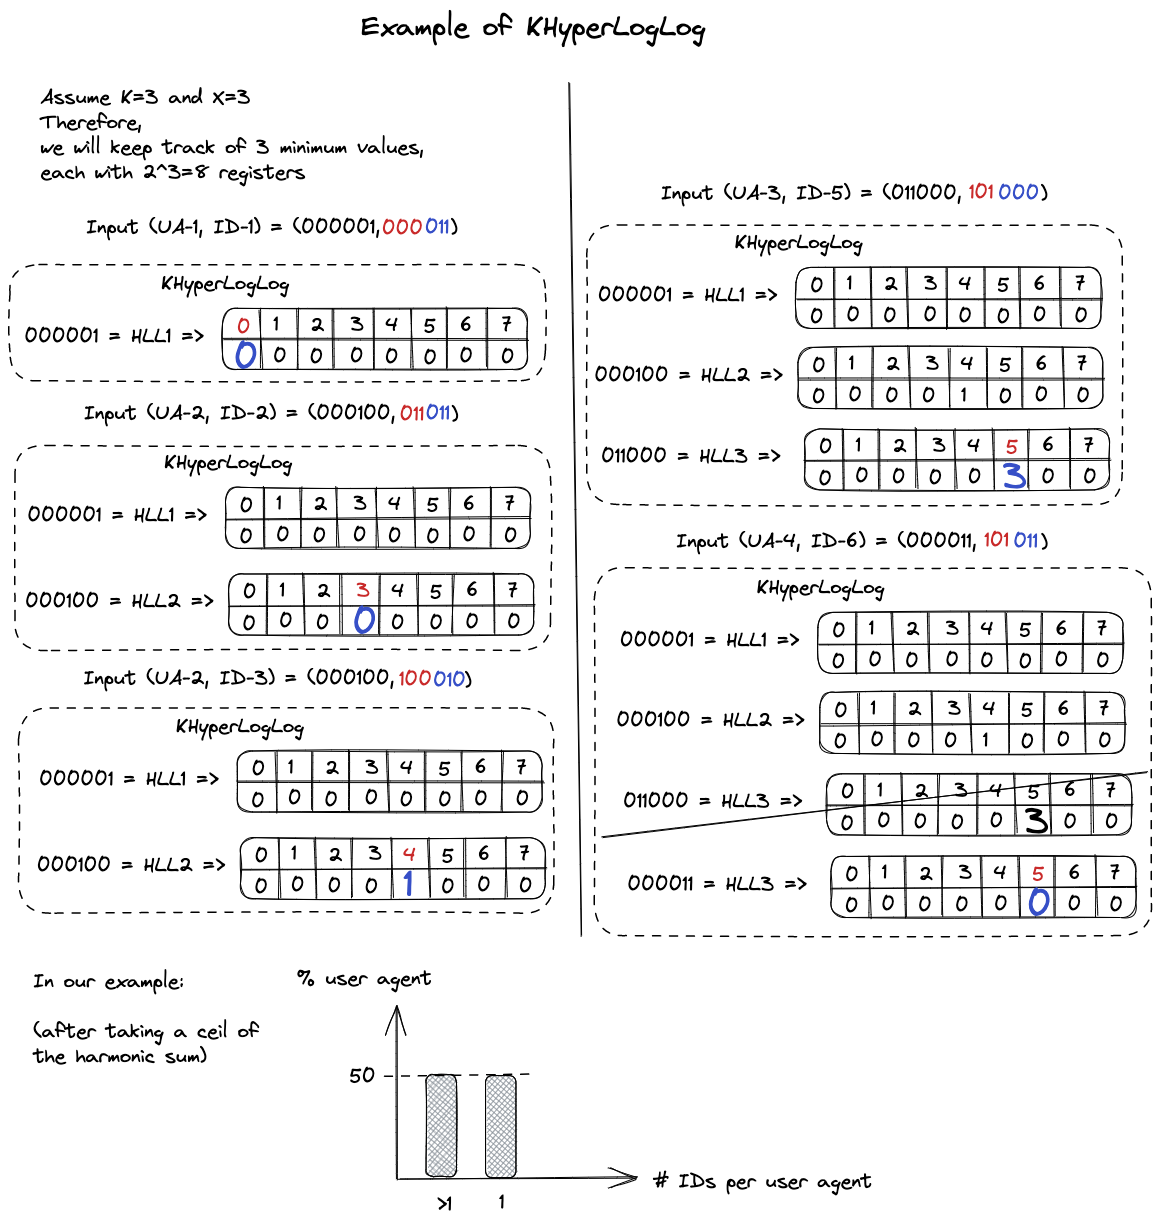 Example of KHyperLogLog
Assume K=3 and x=3
Therefore,
we will keep track of 3 minimum values,
each with 2^3=8 registers
Input (UA-1, ID-1) = (000001,000011)
KHyperLogLog
000001 = HLL1 =>
0 1 2 3 4 5 6 7
0 0 0 0 0 0 0 0
Input (UA-2, ID-2) = (000100,011011)
KHyperLogLog
000001 = HLL1 =>
0 1 2 3 4 5 6 7
0 0 0 0 0 0 0 0
000100 = HLL2 =>
0 1 2 3 4 5 6 7
0 0 0 0 0 0 0 0
Input (UA-2, ID-3) = (000100,100010)
KHyperLogLog
000001 = HLL1 =>
0 1 2 3 4 5 6 7
0 0 0 0 0 0 0 0
000100 = HLL2 =>
0 1 2 3 4 5 6 7
0 0 0 0 1 0 0 0
Input (UA-3, ID-5) = (011000, 101000)
KHyperLogLog
000001 = HLL1 =>
0 1 2 3 4 5 6 7
0 0 0 0 0 0 0 0
000100 = HLL2 =>
0 1 2 3 4 5 6 7
0 0 0 0 1 0 0 0
011000 = HLL3 =>
0 1 2 3 4 5 6 7
0 0 0 0 0 3 0 0
Input (UA-4, ID-6) = (000011, 101011)
KHyperLogLog
000001 = HLL1 =>
0 1 2 3 4 5 6 7
0 0 0 0 0 0 0 0
000100 = HLL2 =>
0 1 2 3 4 5 6 7
0 0 0 0 1 0 0 0
011000 = HLL3 =>
0 1 2 3 4 5 6 7
0 0 0 0 0 3 0 0
000011 = HLL3 =>
0 1 2 3 4 5 6 7
0 0 0 0 0 0 0 0
In our example:
(after taking a ceil of
the harmonic sum)
% user agent
50
>1 1
# IDs per user agent